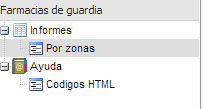 Farmacias de guardia
Informes
Por zonas
Ayuda
Codigos HTML